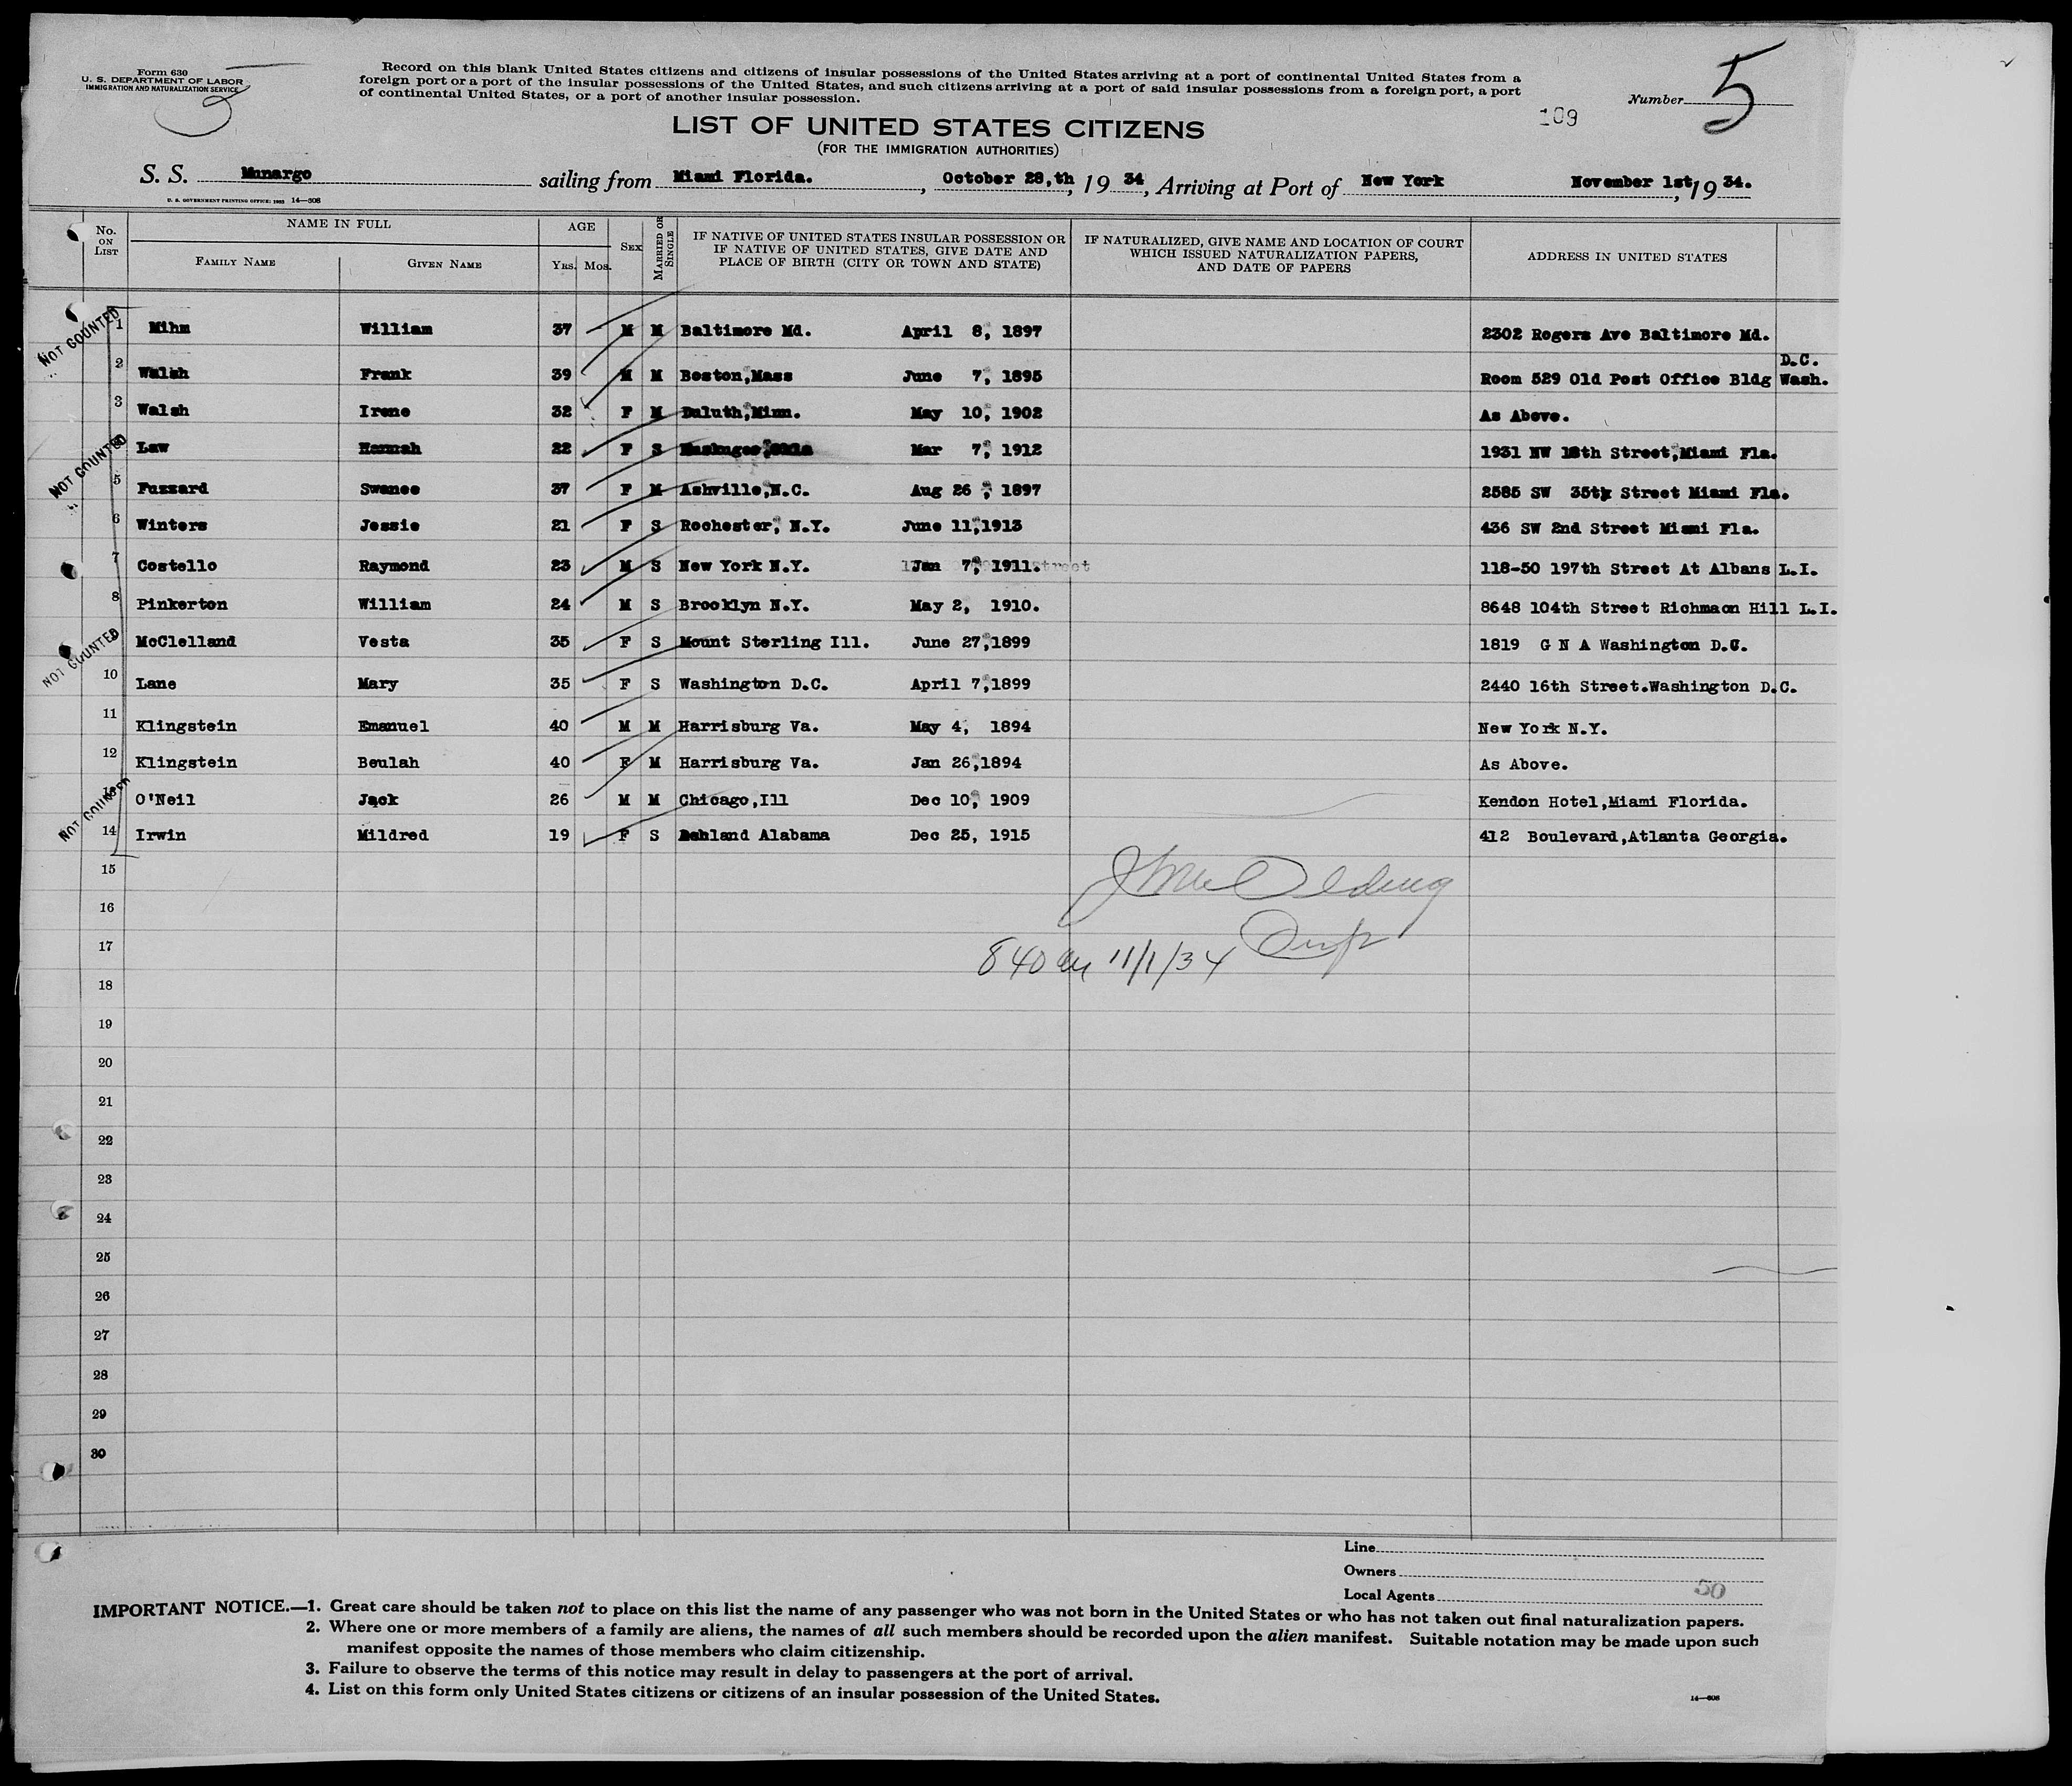 Form 630
U. S. DEPARTMENT OF LABOR
IMMIGRATION AND NATURALIZATION SERVICE
5
Record on this blank United States citizens and citizens of insular possessions of the United States arriving at a port of continental United States from a
foreign port or a port of the insular possessions of the United States, and such citizens arriving at a port of said insular possessions from a foreign port, a port
of continental United States, or a port of another insular possession.
Number 5
109
LIST OF UNITED STATES CITIZENS
(FOR THE IMMIGRATION AUTHORITIES)
S. S. Munargo sailing from Miami Florida., October 28,th, 19 34, Arriving at Port of New York November 1st, 19 34.
U. S. GOVERNMENT PRINTING OFFICE: 1933 14—608
No. ON LIST NAME IN FULL AGE SEX MARRIED OR SINGLE IF NATIVE OF UNITED STATES INSULAR POSSESSION OR IF NATIVE OF UNITED STATES, GIVE DATE AND PLACE OF BIRTH (CITY OR TOWN AND STATE) IF NATURALIZED, GIVE NAME AND LOCATION OF COURT WHICH ISSUED NATURALIZATION PAPERS, AND DATE OF PAPERS ADDRESS IN UNITED STATES
FAMILY NAME GIVEN NAME YRS. MOS.
NOT COUNTED
1 Mihm William 37 M M Baltimore Md. April 8, 1897 2302 Rogers Ave Baltimore Md.
2 Walsh Frank 39 M M Boston,Mass June 7, 1895 Room 529 Old Post Office Bldg Wash. D.C.
3 Walsh Irene 32 F M Duluth,Minn. May 10, 1902 As Above.
NOT COUNTED
4 Law Hannah 22 F S Mar 7, 1912 1931 NW 18th Street,Miami Fla.
5 Fuzzard Swanee 37 F M Ashville,N.C. Aug 26 , 1897 2585 SW 35th Street Miami Fla.
6 Winters Jessie 21 F S Rochester, N.Y. June 11,1913 436 SW 2nd Street Miami Fla.
7 Costello Raymond 23 M S New York N.Y. Jan 7, 1911. 118-50 197th Street At Albans L.I.
8 Pinkerton William 24 M S Brooklyn N.Y. May 2, 1910. 8648 104th Street Richmaon Hill L.I.
NOT COUNTED
9 McClelland Vesta 35 F S Mount Sterling Ill. June 27,1899 1819 G N A Washington D.C.
10 Lane Mary 35 F S Washington D.C. April 7,1899 2440 16th Street.Washington D.C.
11 Klingstein Emanuel 40 M M Harrisburg Va. May 4, 1894 New York N.Y.
12 Klingstein Beulah 40 F M Harrisburg Va. Jan 26,1894 As Above.
NOT COUNTED
13 O'Neil Jack 26 M M Chicago,Ill Dec 10, 1909 Kendon Hotel,Miami Florida.
14 Irwin Mildred 19 F S Ashland Alabama Dec 25, 1915 412 Boulevard,Atlanta Georgia.
15
16
17
840 am 11/1/34
18
19
20
21
22
23
24
25
26
27
28
29
30
Line
Owners
Local Agents 50
IMPORTANT NOTICE.—1. Great care should be taken not to place on this list the name of any passenger who was not born in the United States or who has not taken out final naturalization papers.
2. Where one or more members of a family are aliens, the names of all such members should be recorded upon the alien manifest. Suitable notation may be made upon such
manifest opposite the names of those members who claim citizenship.
3. Failure to observe the terms of this notice may result in delay to passengers at the port of arrival.
4. List on this form only United States citizens or citizens of an insular possession of the United States.
14—608